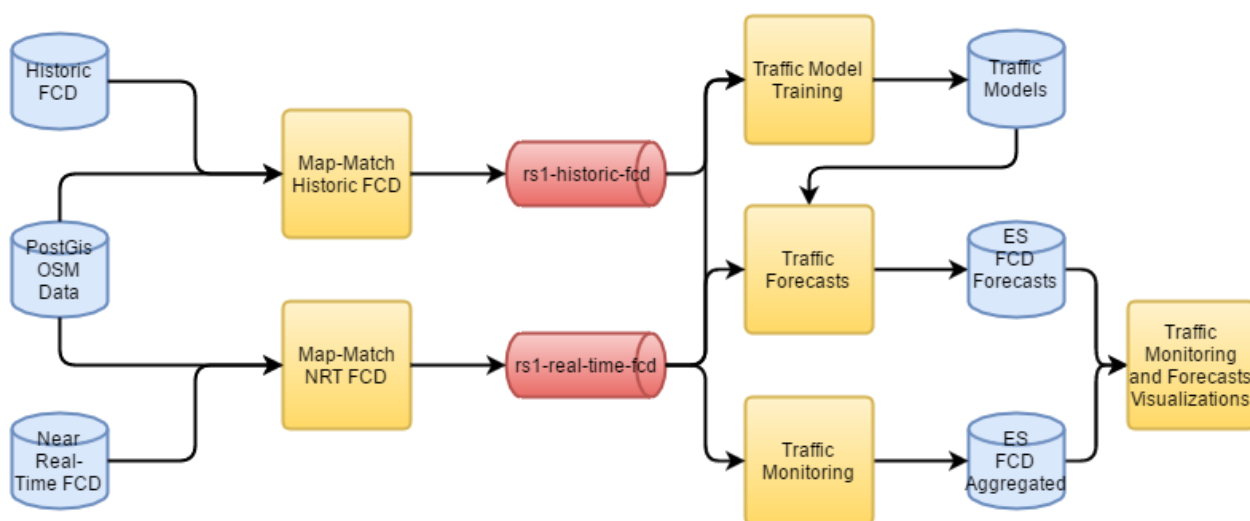 Historic
FCD
PostGis
OSM
Data
Near
Real-
Time FCD
Map-Match
Historic FCD
Map-Match
NRT FCD
rs1-historic-fcd
rs1-real-time-fcd
Traffic Model
Training
Traffic
Forecasts
Traffic
Monitoring
Traffic
Models
ES
FCD
Forecasts
ES
FCD
Aggregated
Traffic
Monitoring
and Forecasts
Visualizations